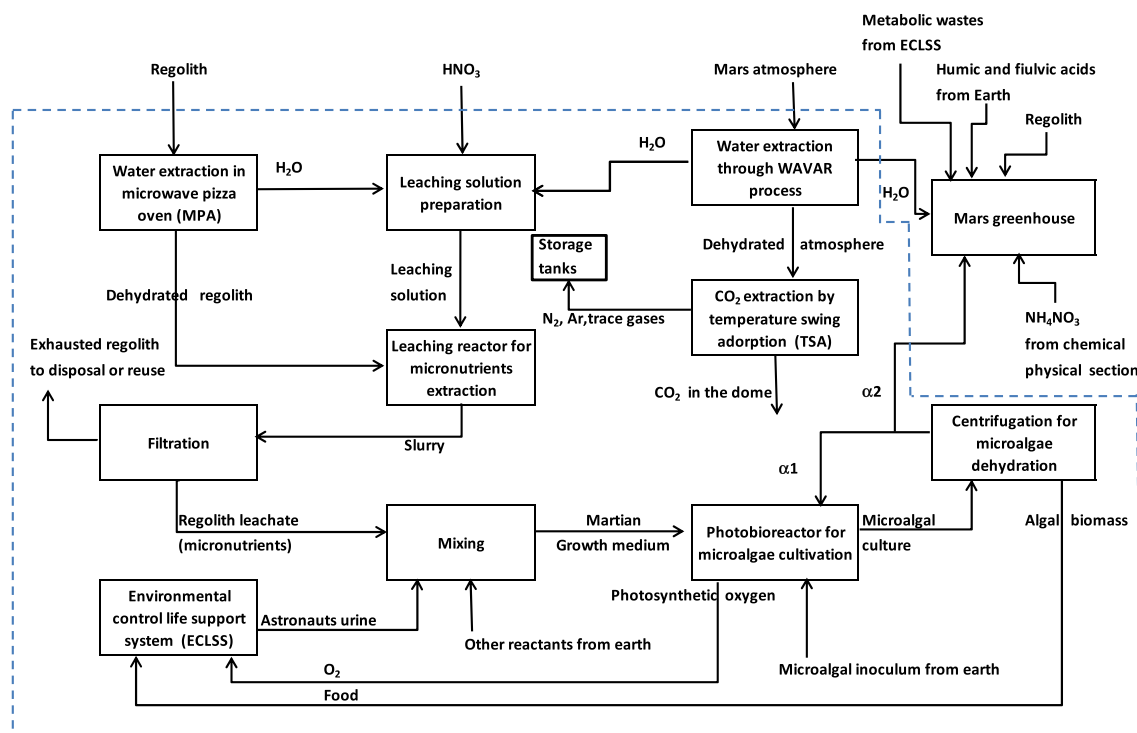 Metabolic wastes
from ECLSS
Regolith
HNO₃
Mars atmosphere
Humic and fiulvic acids
from Earth
Regolith
Water extraction in
microwave pizza
oven (MPA)
H₂O
Leaching solution
preparation
H₂O
Water extraction
through WAVAR
process
H₂O
Mars greenhouse
Storage
tanks
Dehydrated atmosphere
Leaching
solution
Dehydrated regolith
N₂, Ar,trace gases
CO₂ extraction by
temperature swing
adorption (TSA)
NH₄NO₃
from chemical
physical section
Exhausted regolith
to disposal or reuse
Leaching reactor for
micronutrients
extraction
CO₂ in the dome
α2
Filtration
Slurry
Centrifugation for
microalgae
dehydration
α1
Regolith leachate
(micronutrients)
Mixing
Martian
Growth medium
Photobioreactor for
microalgae cultivation
Microalgal
culture
Algal biomass
Environmental
control life support
system (ECLSS)
Astronauts urine
Photosynthetic oxygen
Other reactants from earth
Microalgal inoculum from earth
O₂
Food